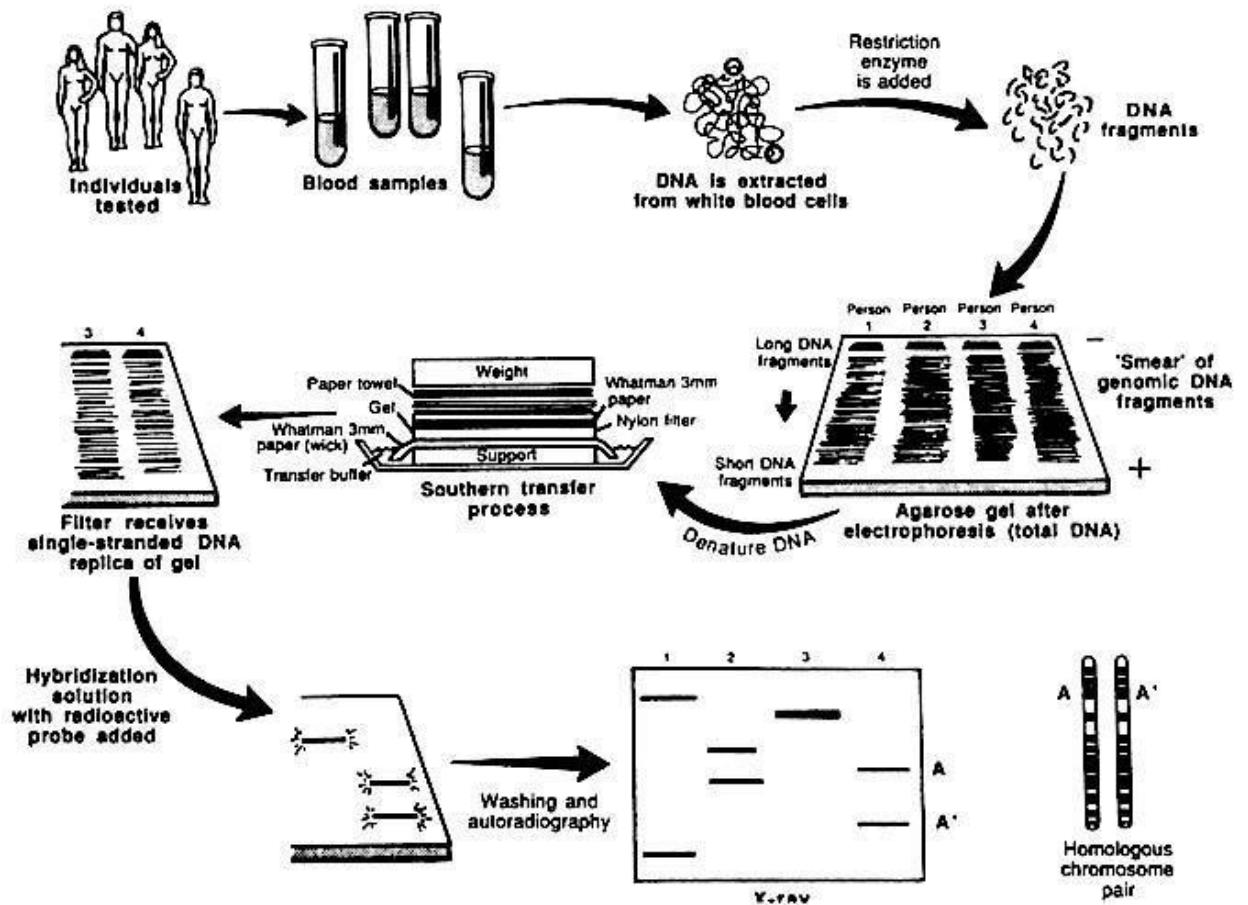 Individuals
tested
Blood samples
DNA is extracted
from white blood cells
Restriction
enzyme
is added
DNA
fragments
Person Person Person Person
1 2 3 4
Long DNA
fragments
Short DNA
fragments
−
+
'Smear' of
genomic DNA
fragments
Agarose gel after
electrophoresis (total DNA)
Denature DNA
Weight
Paper towel
Gel
Whatman 3mm
paper (wick)
Transfer buffer
Whatman 3mm
paper
Nylon filter
Support
Southern transfer
process
3 4
Filter receives
single-stranded DNA
replica of gel
Hybridization
solution
with radioactive
probe added
Washing and
autoradiography
1 2 3 4
A
A'
X-ray
A A'
Homologous
chromosome
pair